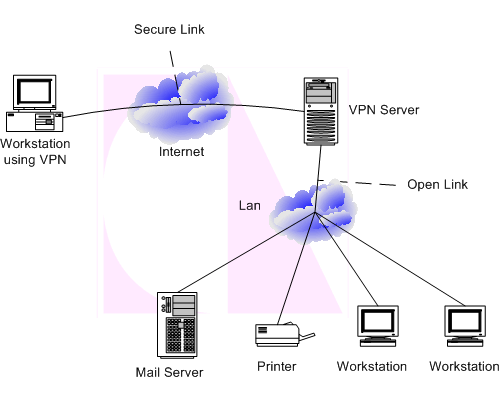 Secure Link
VPN Server
Workstation
using VPN
Internet
Open Link
Lan
Mail Server
Printer
Workstation
Workstation